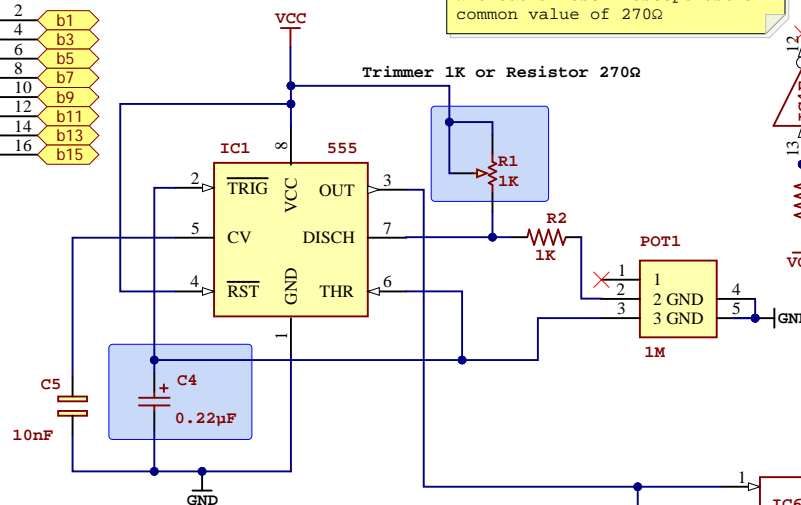 common value of 270Ω
2 b1
4 b3
6 b5
8 b7
10 b9
12 b11
14 b13
16 b15
VCC
Trimmer 1K or Resistor 270Ω
12
13
IC1 555
8
R1
1K
2 TRIG VCC OUT 3
5 CV DISCH 7
4 RST GND THR 6
1
R2
1K
POT1
1 1
2 2 GND 4
3 3 GND 5
1M
GND
C5
10nF
C4
+
0.22µF
GND
1